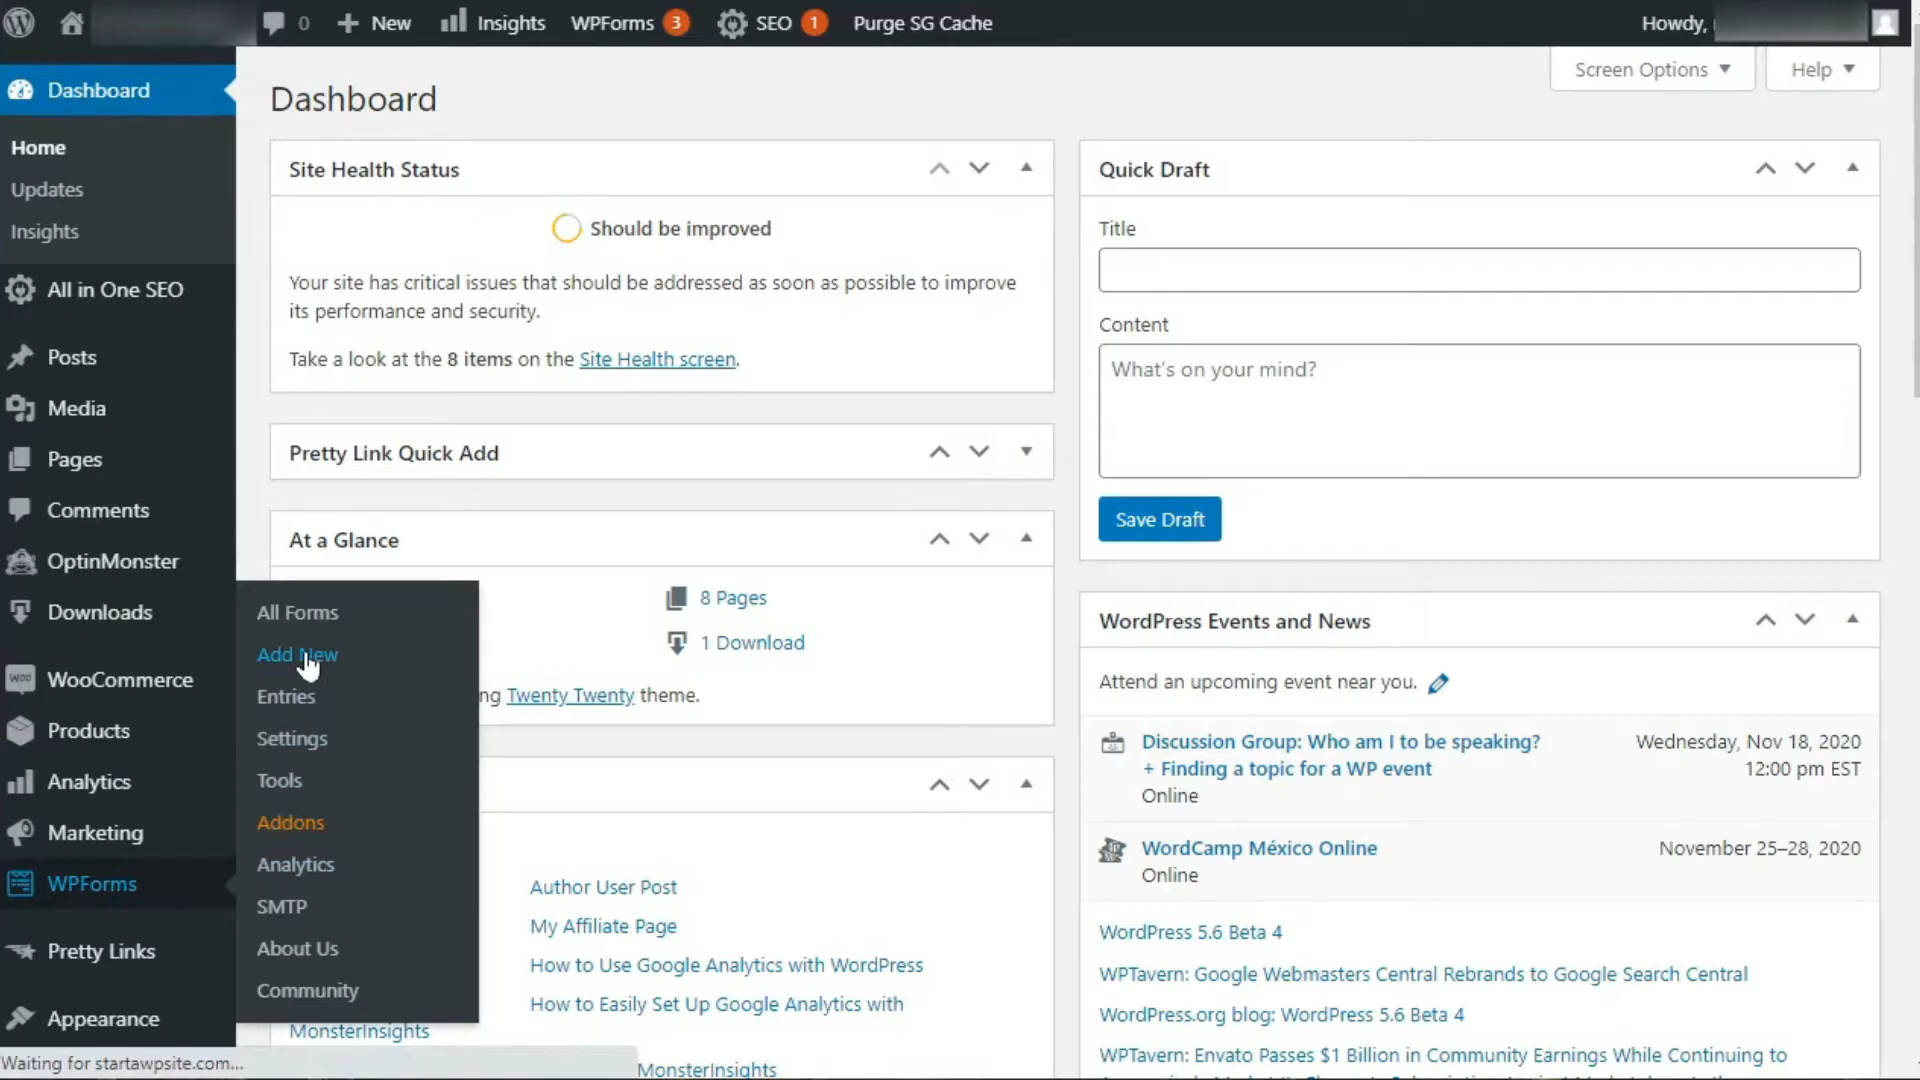 0
New
Insights
WPForms 3
SEO 1
Purge SG Cache
Howdy,
Dashboard
Home
Updates
Insights
All in One SEO
Posts
Media
Pages
Comments
OptinMonster
Downloads
WooCommerce
Products
Analytics
Marketing
WPForms
Pretty Links
Appearance
All Forms
Add New
Entries
Settings
Tools
Addons
Analytics
SMTP
About Us
Community
Screen Options
Help
Dashboard
Site Health Status
Should be improved
Your site has critical issues that should be addressed as soon as possible to improve
its performance and security.
Take a look at the 8 items on the Site Health screen.
Pretty Link Quick Add
At a Glance
8 Pages
1 Download
ng Twenty Twenty theme.
Author User Post
My Affiliate Page
How to Use Google Analytics with WordPress
How to Easily Set Up Google Analytics with
MonsterInsights
MonsterInsights
Quick Draft
Title
Content
What's on your mind?
Save Draft
WordPress Events and News
Attend an upcoming event near you.
Discussion Group: Who am I to be speaking?
+ Finding a topic for a WP event
Online
Wednesday, Nov 18, 2020
12:00 pm EST
WordCamp México Online
Online
November 25–28, 2020
WordPress 5.6 Beta 4
WPTavern: Google Webmasters Central Rebrands to Google Search Central
WordPress.org blog: WordPress 5.6 Beta 4
WPTavern: Envato Passes $1 Billion in Community Earnings While Continuing to
Waiting for startawpsite.com...